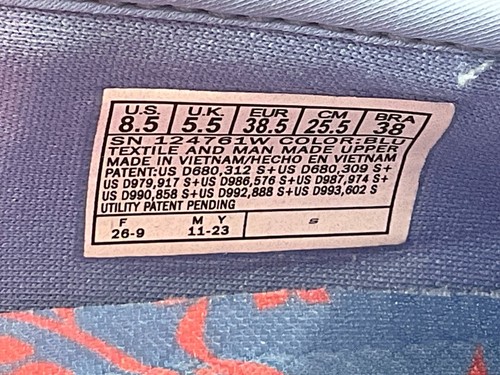 U.S. U.K. EUR CM BRA
8.5 5.5 38.5 25.5 38
SN 124761W COLOR:BLU
TEXTILE AND MAN MADE UPPER
MADE IN VIETNAM/HECHO EN VIETNAM
PATENT:US D680,312 S+US D680,309 S+
US D979,917 S+US D986,576 S+US D987,974 S+
US D990,858 S+US D992,888 S+US D993,602 S
UTILITY PATENT PENDING
F M Y S
26-9 11-23